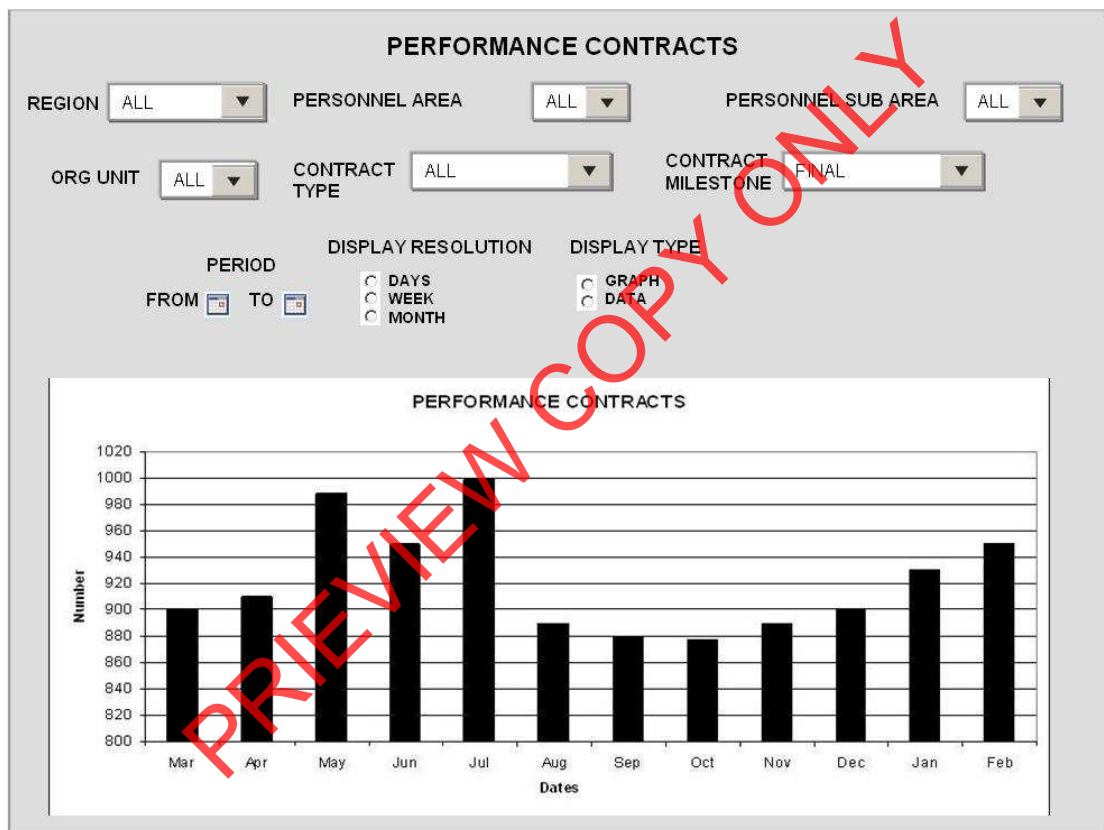 PERFORMANCE CONTRACTS
REGION ALL PERSONNEL AREA ALL PERSONNEL SUB AREA ALL
ORG UNIT ALL CONTRACT TYPE ALL CONTRACT MILESTONE FINAL
PERIOD
FROM TO
DISPLAY RESOLUTION
DAYS
WEEK
MONTH
DISPLAY TYPE
GRAPH
DATA
PERFORMANCE CONTRACTS
Number
1020
1000
980
960
940
920
900
880
860
840
820
800
Mar Apr May Jun Jul Aug Sep Oct Nov Dec Jan Feb
Dates
PRIEVIEW COPY ONLY